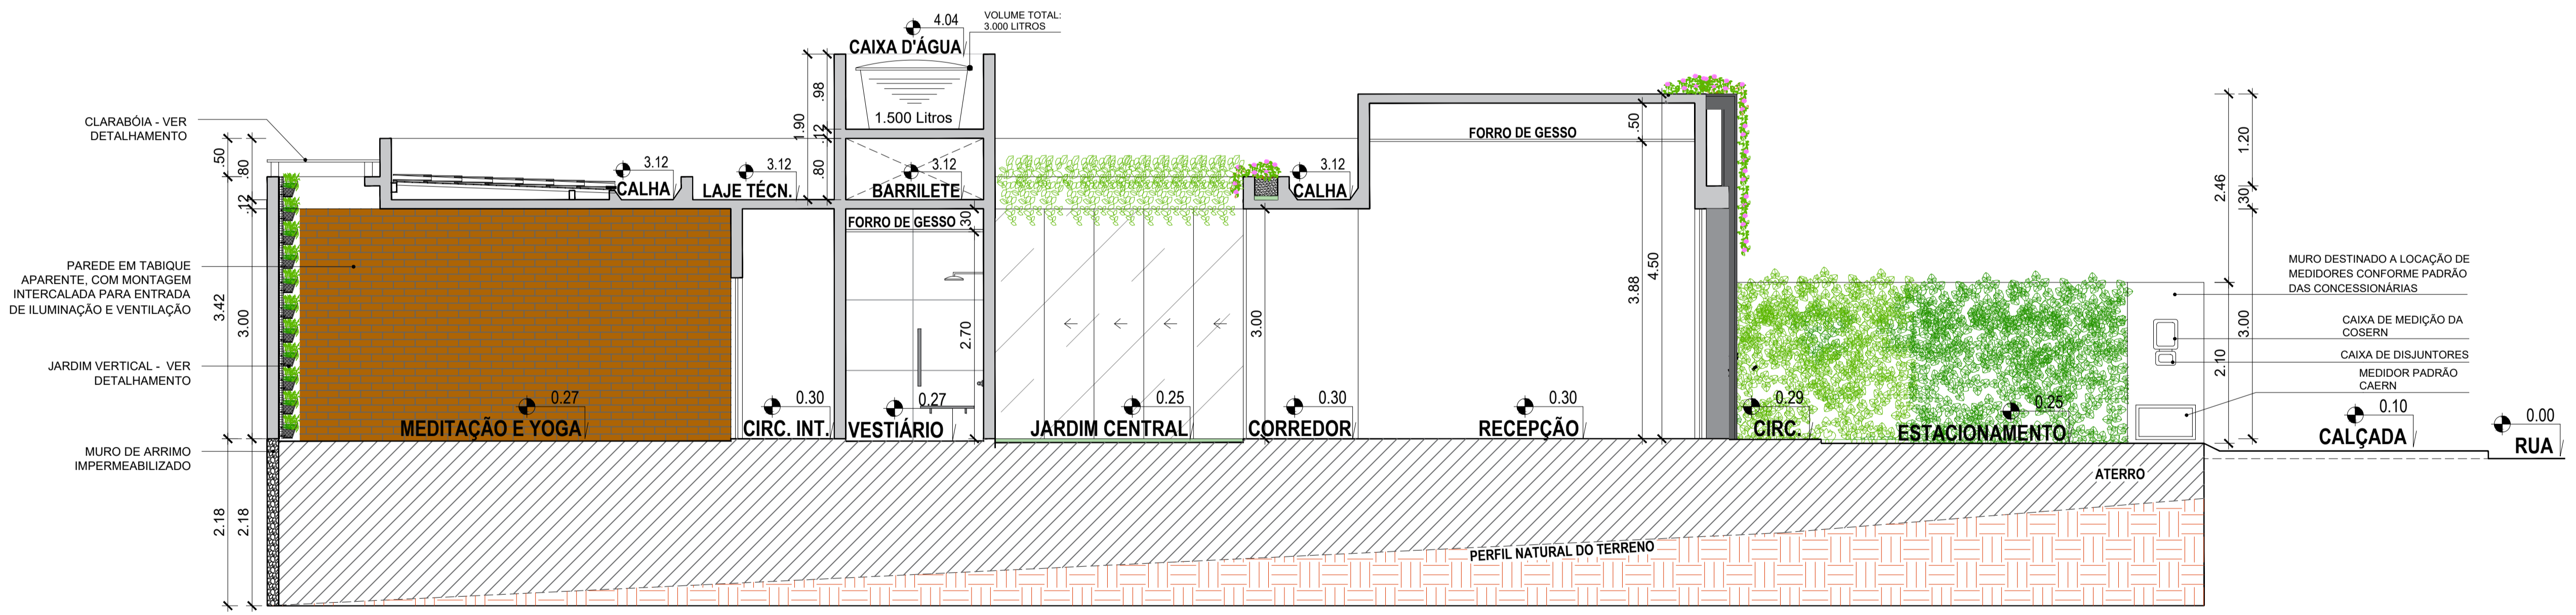 4.04
VOLUME TOTAL:
3.000 LITROS
CAIXA D'ÁGUA
1.500 Litros
.98
1.90
.12
.80
CLARABÓIA - VER
DETALHAMENTO
.50
.80
.12
3.12
CALHA
3.12
LAJE TÉCN.
3.12
BARRILETE
FORRO DE GESSO
.30
3.12
CALHA
FORRO DE GESSO
.50
1.20
2.46
.30
PAREDE EM TABIQUE
APARENTE, COM MONTAGEM
INTERCALADA PARA ENTRADA
DE ILUMINAÇÃO E VENTILAÇÃO
3.42
3.00
JARDIM VERTICAL - VER
DETALHAMENTO
2.70
3.00
3.88
4.50
MURO DESTINADO A LOCAÇÃO DE
MEDIDORES CONFORME PADRÃO
DAS CONCESSIONÁRIAS
CAIXA DE MEDIÇÃO DA
COSERN
CAIXA DE DISJUNTORES
MEDIDOR PADRÃO
CAERN
2.10
3.00
0.27
MEDITAÇÃO E YOGA
0.30
CIRC. INT.
0.27
VESTIÁRIO
0.25
JARDIM CENTRAL
0.30
CORREDOR
0.30
RECEPÇÃO
0.29
CIRC.
0.25
ESTACIONAMENTO
0.10
CALÇADA
0.00
RUA
MURO DE ARRIMO
IMPERMEABILIZADO
2.18
2.18
ATERRO
PERFIL NATURAL DO TERRENO